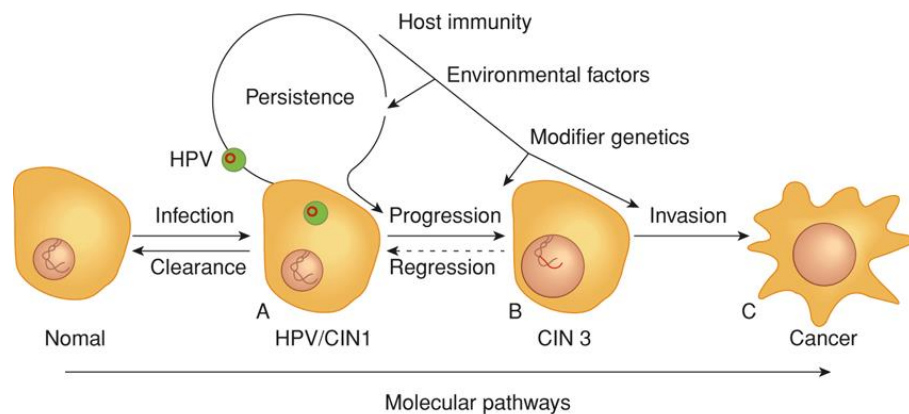 Host immunity
Environmental factors
Persistence
Modifier genetics
HPV
Infection
Progression
Invasion
Clearance
Regression
A
B
C
Nomal
HPV/CIN1
CIN 3
Cancer
Molecular pathways